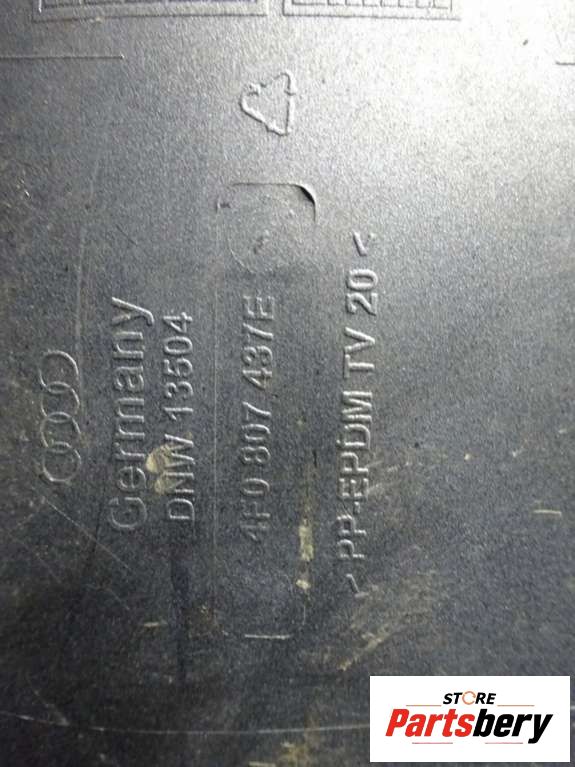 Germany
DNW 13504
4F0 807 437E
> PP-EPDM TV 20 <
STORE
Partsbery